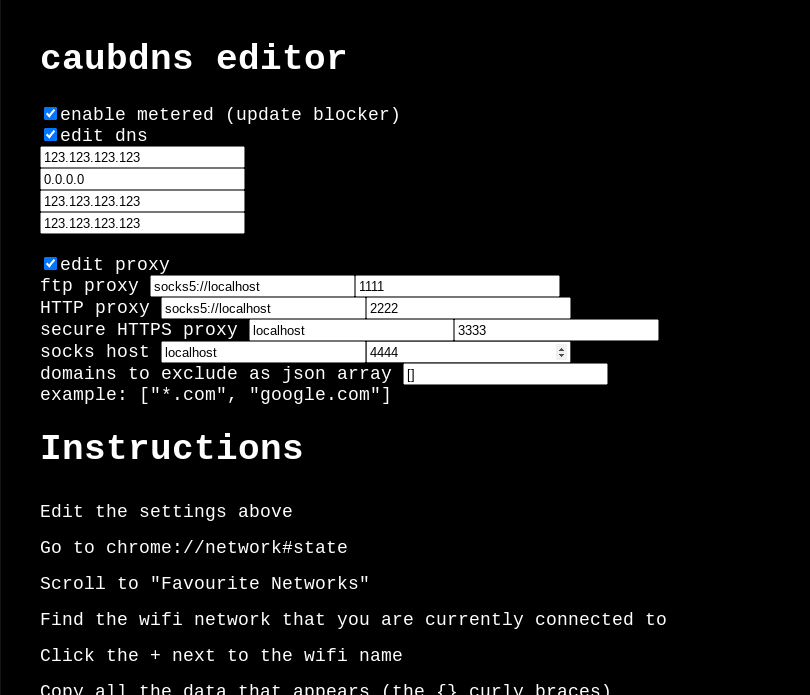 caubdns editor
enable metered (update blocker)
edit dns
123.123.123.123
0.0.0.0
123.123.123.123
123.123.123.123
edit proxy
ftp proxy socks5://localhost 1111
HTTP proxy socks5://localhost 2222
secure HTTPS proxy localhost 3333
socks host localhost 4444
domains to exclude as json array []
example: ["*.com", "google.com"]
Instructions
Edit the settings above
Go to chrome://network#state
Scroll to "Favourite Networks"
Find the wifi network that you are currently connected to
Click the + next to the wifi name
Copy all the data that appears (the {} curly braces)